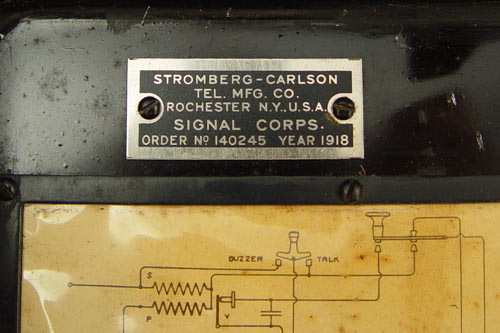 STROMBERG-CARLSON
TEL. MFG. CO.
ROCHESTER N.Y., U.S.A.
SIGNAL CORPS.
ORDER Nº 140245 YEAR 1918
BUZZER TALK
S
P
V